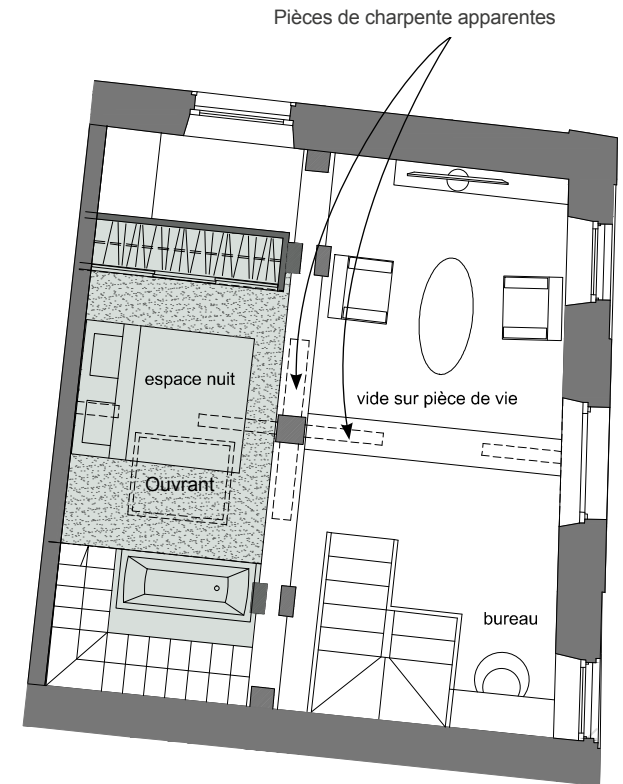 Pièces de charpente apparentes
espace nuit
vide sur pièce de vie
Ouvrant
bureau